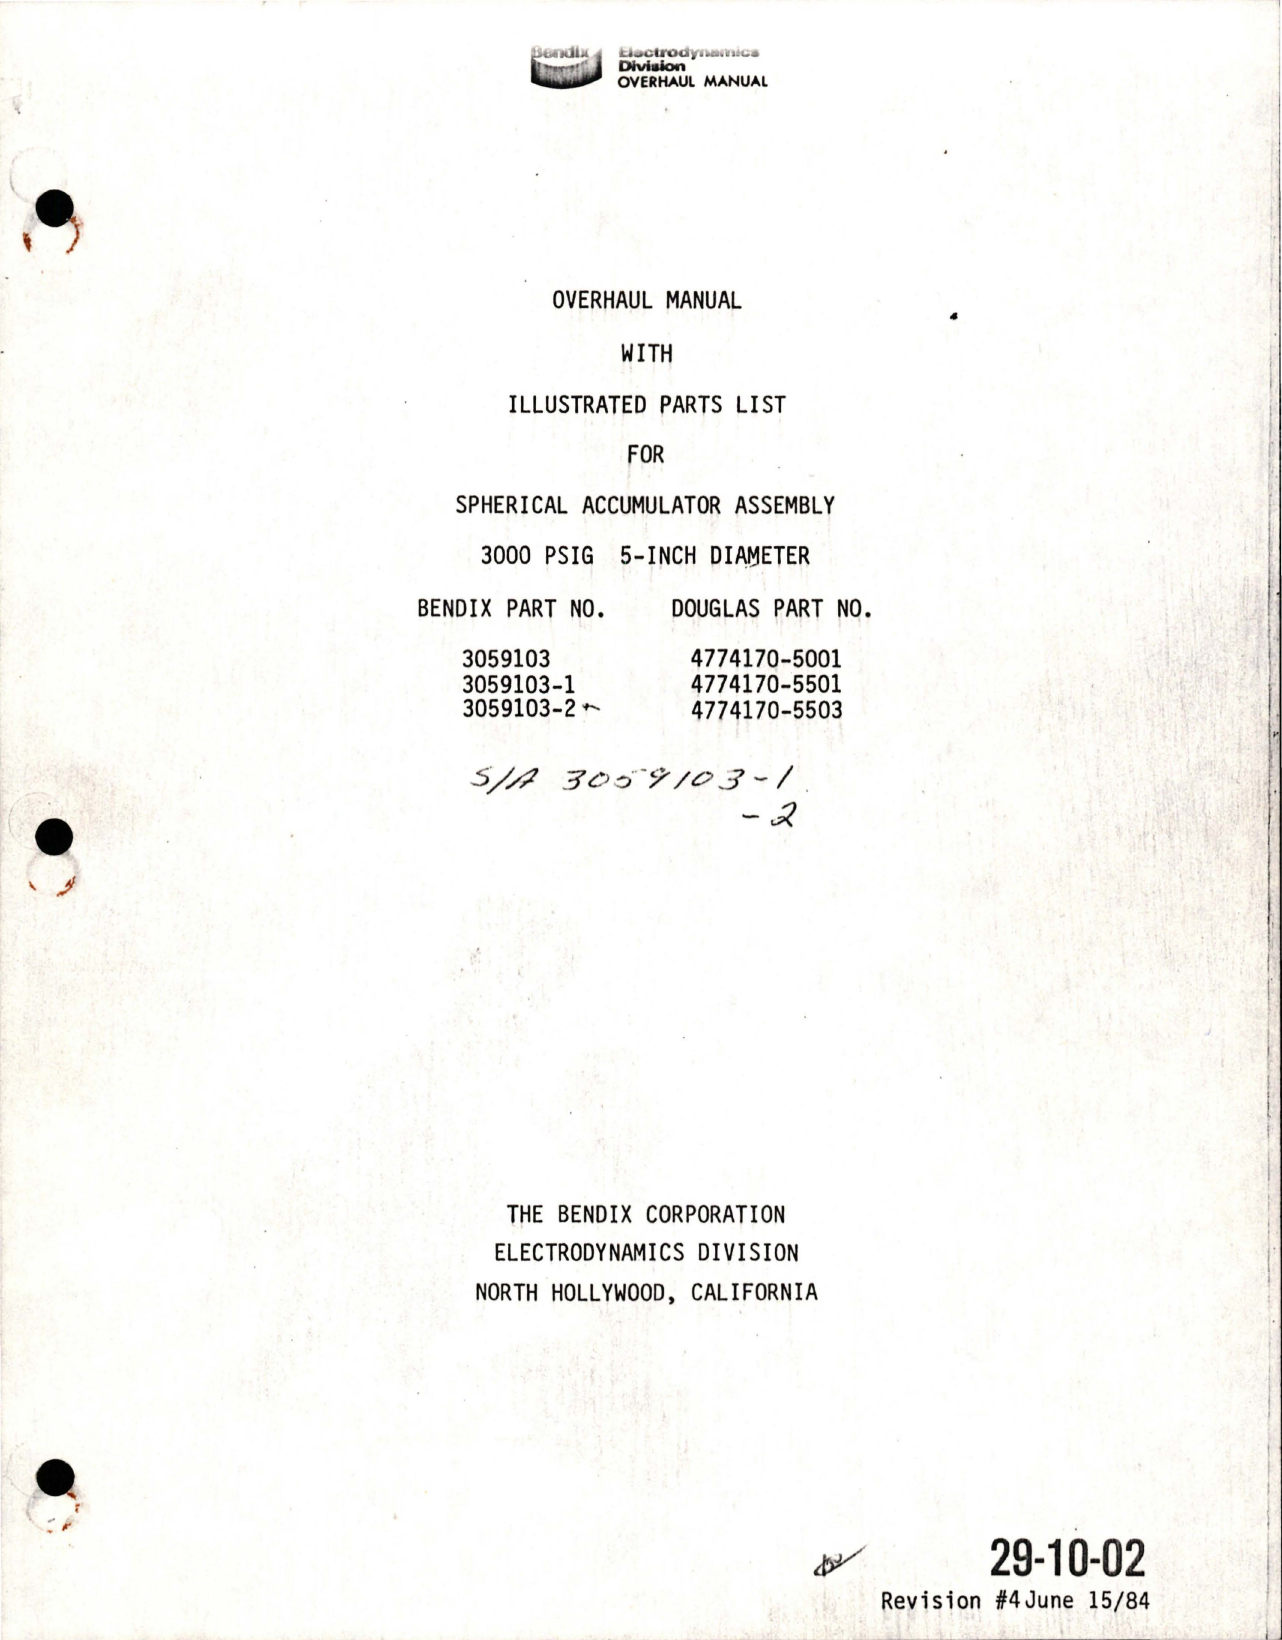 Bendix
Electrodynamics
Division
OVERHAUL MANUAL
OVERHAUL MANUAL
WITH
ILLUSTRATED PARTS LIST
FOR
SPHERICAL ACCUMULATOR ASSEMBLY
3000 PSIG 5-INCH DIAMETER
BENDIX PART NO. DOUGLAS PART NO.
3059103 4774170-5001
3059103-1 4774170-5501
3059103-2 4774170-5503
S/A 3059103-1
-2
THE BENDIX CORPORATION
ELECTRODYNAMICS DIVISION
NORTH HOLLYWOOD, CALIFORNIA
29-10-02
Revision #4 June 15/84